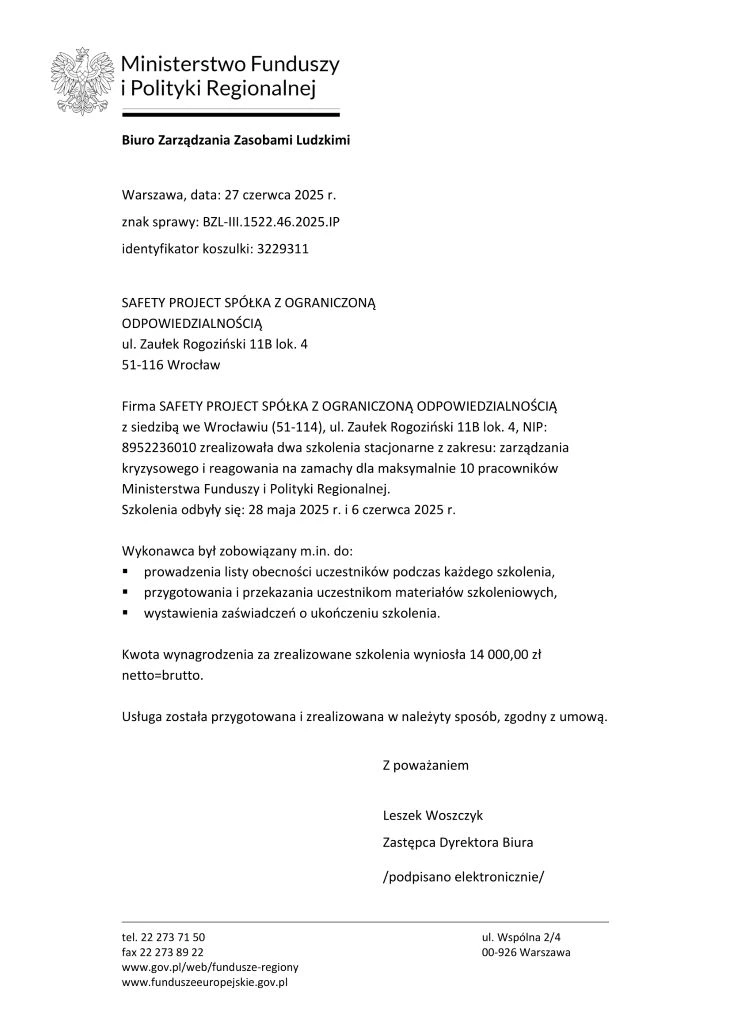 Ministerstwo Funduszy
i Polityki Regionalnej
Biuro Zarządzania Zasobami Ludzkimi
Warszawa, data: 27 czerwca 2025 r.
znak sprawy: BZL-III.1522.46.2025.IP
identyfikator koszulki: 3229311
SAFETY PROJECT SPÓŁKA Z OGRANICZONĄ
ODPOWIEDZIALNOŚCIĄ
ul. Zaułek Rogoziński 11B lok. 4
51-116 Wrocław
Firma SAFETY PROJECT SPÓŁKA Z OGRANICZONĄ ODPOWIEDZIALNOŚCIĄ
z siedzibą we Wrocławiu (51-114), ul. Zaułek Rogoziński 11B lok. 4, NIP:
8952236010 zrealizowała dwa szkolenia stacjonarne z zakresu: zarządzania
kryzysowego i reagowania na zamachy dla maksymalnie 10 pracowników
Ministerstwa Funduszy i Polityki Regionalnej.
Szkolenia odbyły się: 28 maja 2025 r. i 6 czerwca 2025 r.
Wykonawca był zobowiązany m.in. do:
▪ prowadzenia listy obecności uczestników podczas każdego szkolenia,
▪ przygotowania i przekazania uczestnikom materiałów szkoleniowych,
▪ wystawienia zaświadczeń o ukończeniu szkolenia.
Kwota wynagrodzenia za zrealizowane szkolenia wyniosła 14 000,00 zł
netto=brutto.
Usługa została przygotowana i zrealizowana w należyty sposób, zgodny z umową.
Z poważaniem
Leszek Woszczyk
Zastępca Dyrektora Biura
/podpisano elektronicznie/
tel. 22 273 71 50
fax 22 273 89 22
www.gov.pl/web/fundusze-regiony
www.funduszeeuropejskie.gov.pl
ul. Wspólna 2/4
00-926 Warszawa